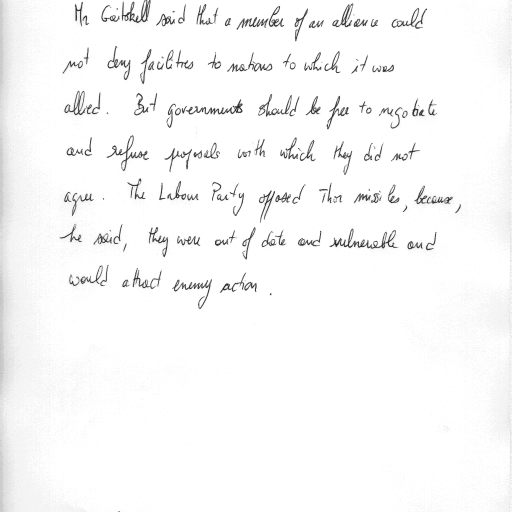 Mr Gaitskell said that a member of an alliance could
not deny facilities to nations to which it was
allied. But governments should be free to negotiate
and refuse proposals with which they did not
agree. The Labour Party opposed Thor missiles, because,
he said, they were out of date and vulnerable and
would attract enemy action.